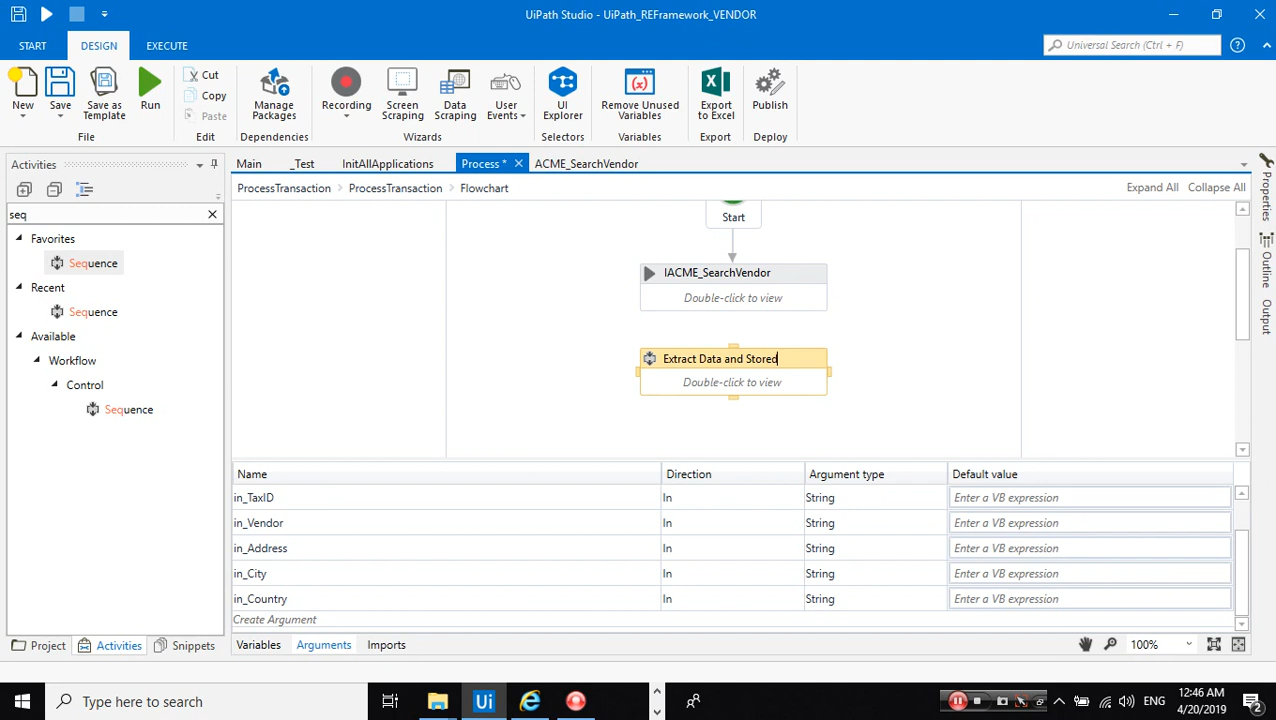 UiPath Studio - UiPath_REFramework_VENDOR
START DESIGN EXECUTE
Universal Search (Ctrl + F)
New Save Save as Template Run
Cut
Copy
Paste
Manage Packages
Recording Screen Scraping Data Scraping User Events
UI Explorer
Remove Unused Variables
Export to Excel
Publish
File Edit Dependencies Wizards Selectors Variables Export Deploy
Activities
Main _Test InitAllApplications Process * ACME_SearchVendor
ProcessTransaction ProcessTransaction Flowchart
Expand All Collapse All
seq
Favorites
Sequence
Recent
Sequence
Available
Workflow
Control
Sequence
Start
IACME_SearchVendor
Double-click to view
Extract Data and Stored
Double-click to view
Name Direction Argument type Default value
in_TaxID In String Enter a VB expression
in_Vendor In String Enter a VB expression
in_Address In String Enter a VB expression
in_City In String Enter a VB expression
in_Country In String Enter a VB expression
Create Argument
Project Activities Snippets
Variables Arguments Imports
100%
Properties
Outline
Output
Type here to search
Ui
ENG
12:46 AM
4/20/2019
2